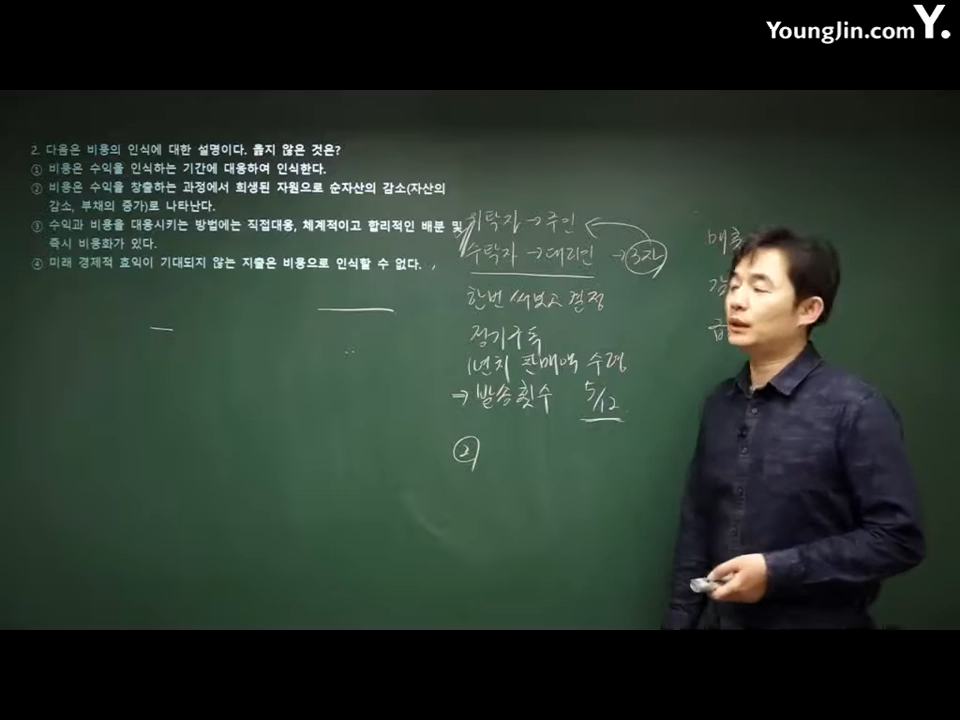 YoungJin.com Y.
2. 다음은 비용의 인식에 대한 설명이다. 옳지 않은 것은?
① 비용은 수익을 인식하는 기간에 대응하여 인식한다.
② 비용은 수익을 창출하는 과정에서 희생된 자원으로 순자산의 감소(자산의
감소, 부채의 증가)로 나타난다.
③ 수익과 비용을 대응시키는 방법에는 직접대응, 체계적이고 합리적인 배분 및
즉시 비용화가 있다.
④ 미래 경제적 효익이 기대되지 않는 지출은 비용으로 인식할 수 없다.
위탁자 → 주인
수탁자 → 대리인 → 3자
한번 써보고 결정
정기구독
1년치 판매액 수령
⇒ 발송횟수 5/12
②